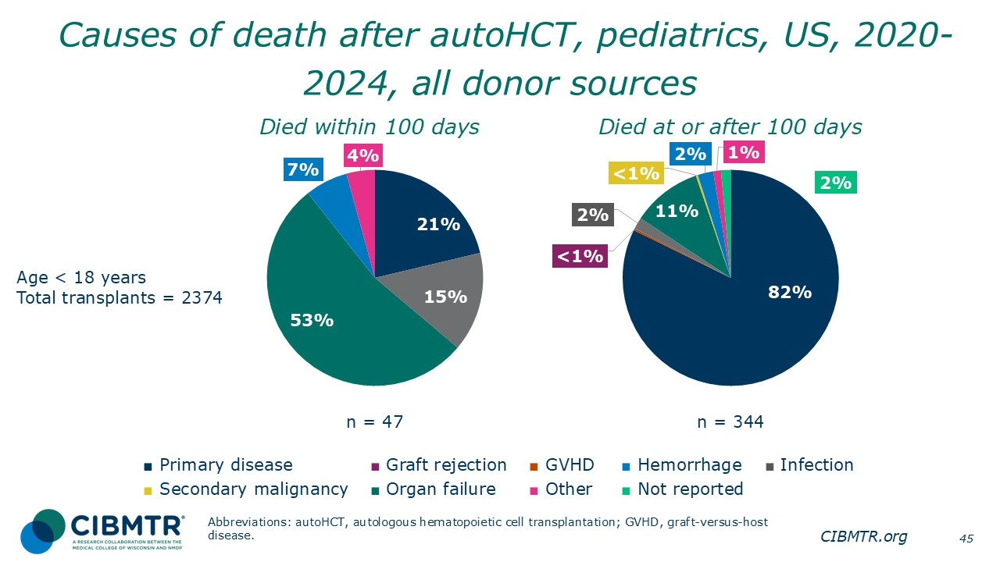 Causes of death after autoHCT, pediatrics, US, 2020-
2024, all donor sources
Died within 100 days
Died at or after 100 days
4%
7%
21%
15%
53%
2%
1%
<1%
2%
11%
2%
<1%
82%
Age < 18 years
Total transplants = 2374
n = 47
n = 344
Primary disease
Graft rejection
GVHD
Hemorrhage
Infection
Secondary malignancy
Organ failure
Other
Not reported
CIBMTR®
A RESEARCH COLLABORATION BETWEEN THE
MEDICAL COLLEGE OF WISCONSIN AND NMDP
Abbreviations: autoHCT, autologous hematopoietic cell transplantation; GVHD, graft-versus-host
disease.
CIBMTR.org
45